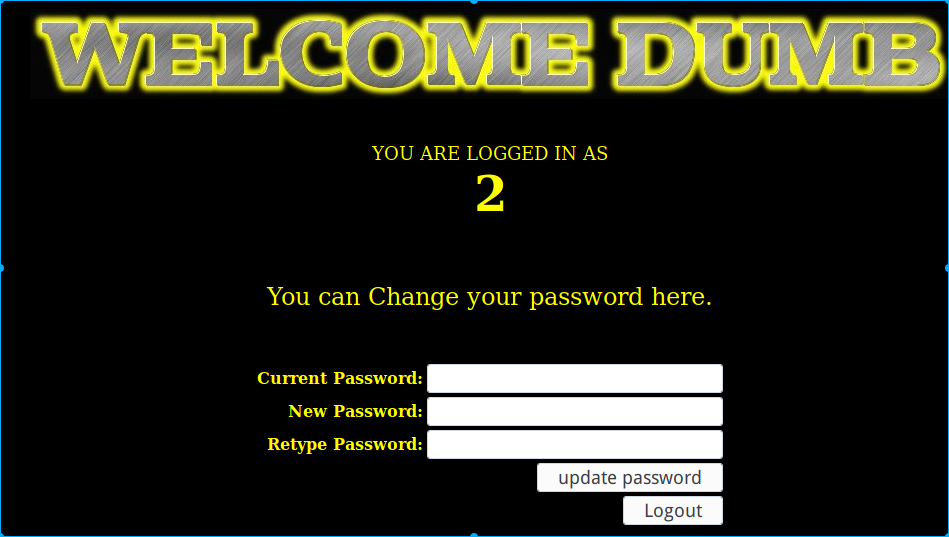 WELCOME DUMB
YOU ARE LOGGED IN AS
2
You can Change your password here.
Current Password:
New Password:
Retype Password:
update password
Logout